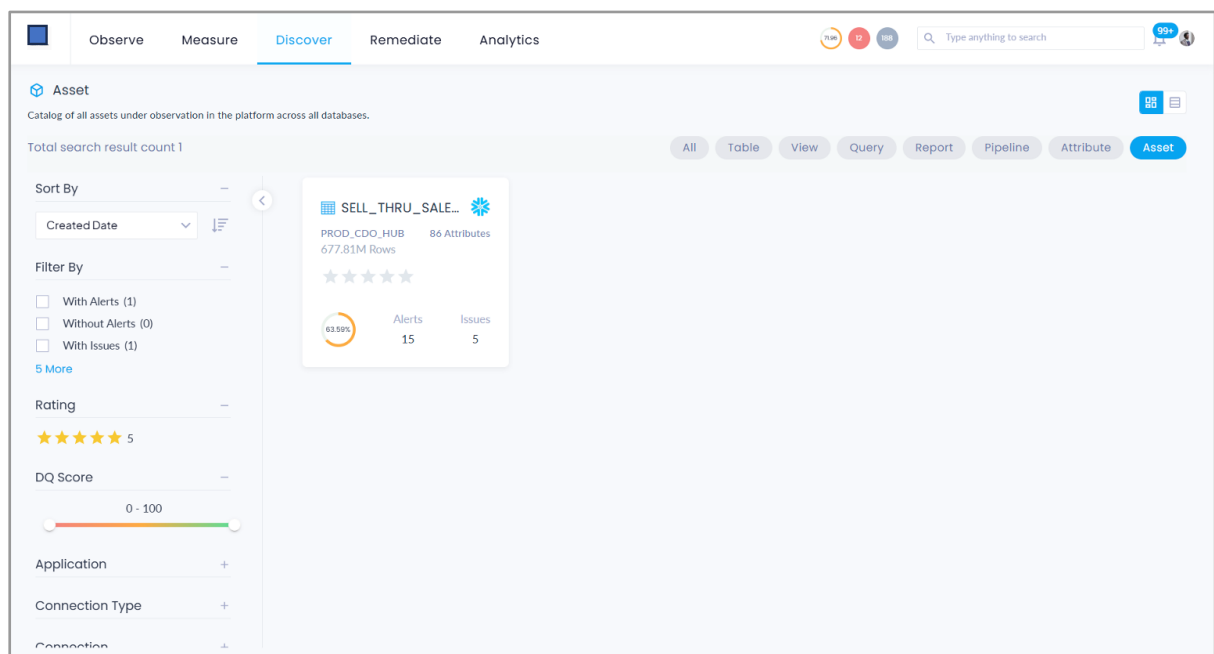 Observe Measure Discover Remediate Analytics
71.96 12 188 Type anything to search 99+
Asset
Catalog of all assets under observation in the platform across all databases.
Total search result count 1
All Table View Query Report Pipeline Attribute Asset
Sort By
Created Date
Filter By
With Alerts (1)
Without Alerts (0)
With Issues (1)
5 More
Rating
5
DQ Score
0 - 100
Application
Connection Type
Connection
SELL_THRU_SALE...
PROD_CDO_HUB 86 Attributes
677.81M Rows
Alerts Issues
63.59% 15 5